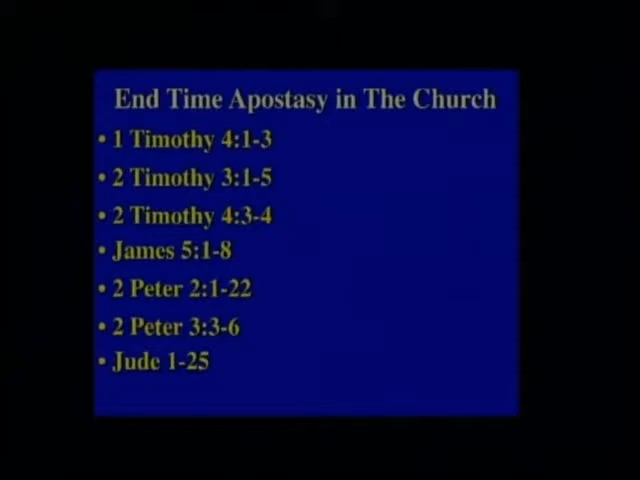 End Time Apostasy in The Church
• 1 Timothy 4:1-3
• 2 Timothy 3:1-5
• 2 Timothy 4:3-4
• James 5:1-8
• 2 Peter 2:1-22
• 2 Peter 3:3-6
• Jude 1-25